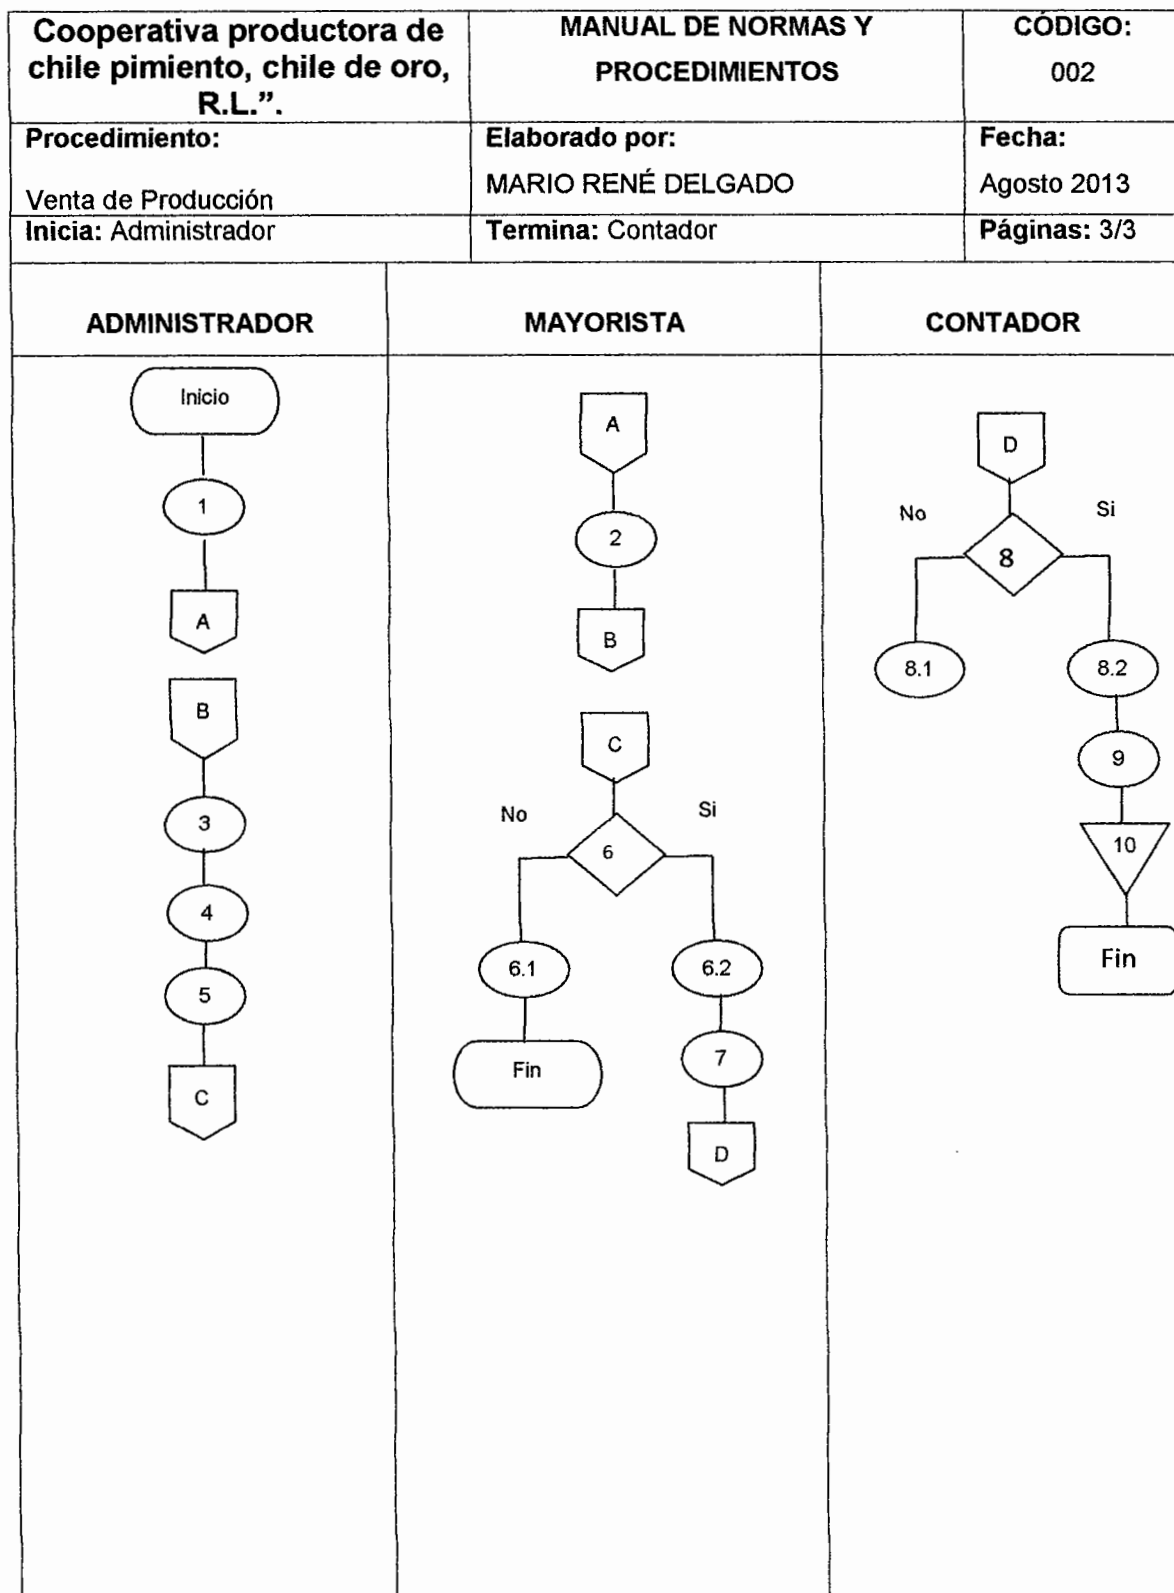 Cooperativa productora de
chile pimiento, chile de oro,
R.L.”.
MANUAL DE NORMAS Y
PROCEDIMIENTOS
CÓDIGO:
002
Procedimiento:
Venta de Producción
Elaborado por:
MARIO RENÉ DELGADO
Fecha:
Agosto 2013
Inicia: Administrador
Termina: Contador
Páginas: 3/3
ADMINISTRADOR
MAYORISTA
CONTADOR
Inicio
1
A
B
3
4
5
C
A
2
B
C
No
Si
6
6.1
6.2
Fin
7
D
D
No
Si
8
8.1
8.2
9
10
Fin